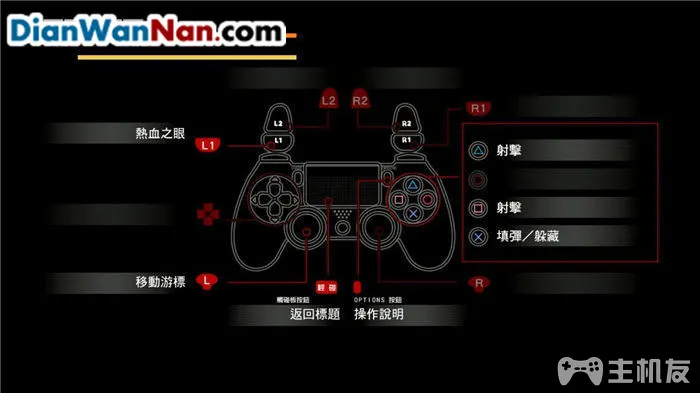 DianWanNan.com
L2
R2
R1
L2
R2
L1
R1
熱血之眼
L1
射擊
射擊
填彈／躲藏
移動游標
L
輕碰
R
觸碰板按鈕
OPTIONS 按鈕
返回標題
操作說明
主机友